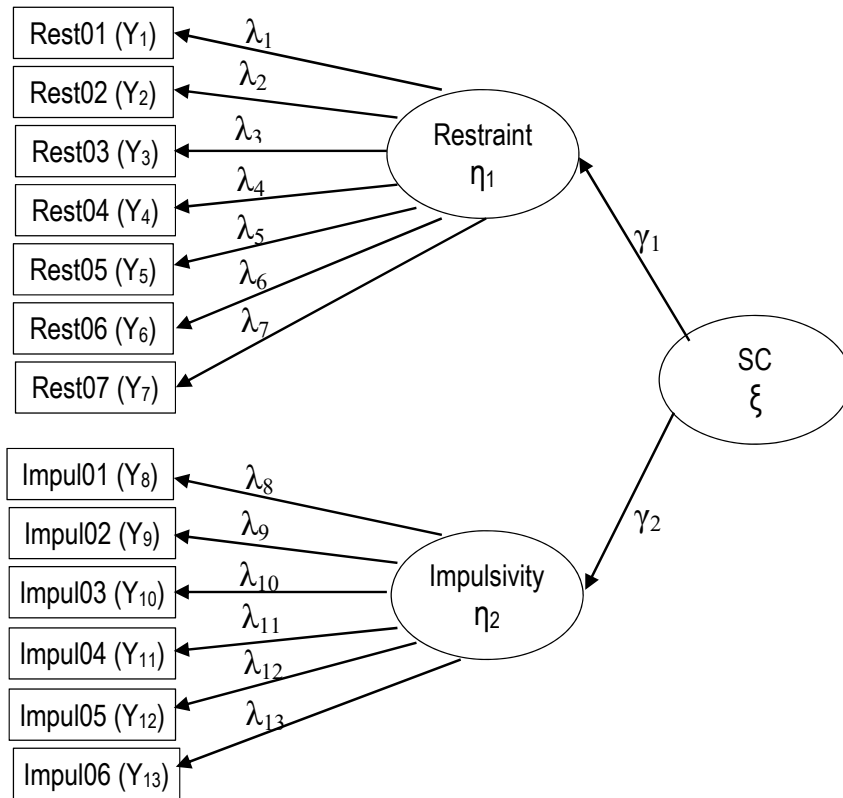 Rest01 (Y₁)
Rest02 (Y₂)
Rest03 (Y₃)
Rest04 (Y₄)
Rest05 (Y₅)
Rest06 (Y₆)
Rest07 (Y₇)
λ₁
λ₂
λ₃
λ₄
λ₅
λ₆
λ₇
Restraint
η₁
γ₁
SC
ξ
γ₂
Impul01 (Y₈)
Impul02 (Y₉)
Impul03 (Y₁₀)
Impul04 (Y₁₁)
Impul05 (Y₁₂)
Impul06 (Y₁₃)
λ₈
λ₉
λ₁₀
λ₁₁
λ₁₂
λ₁₃
Impulsivity
η₂